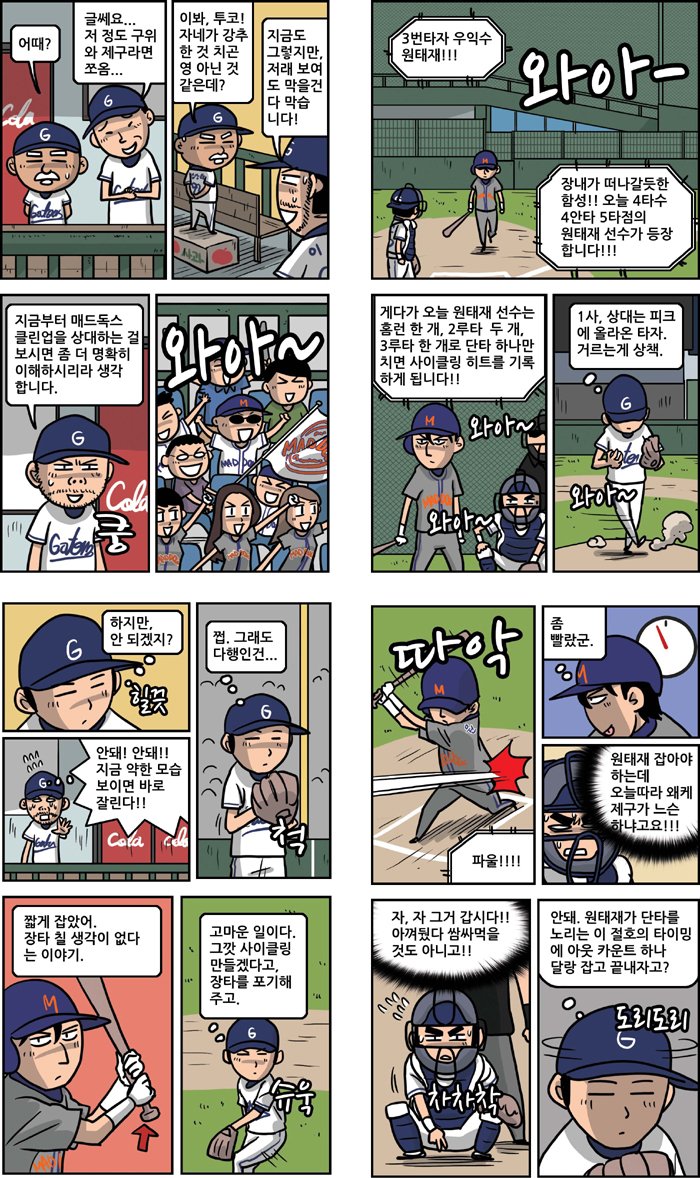 어때?
글쎄요...
저 정도 구위
와 제구라면
쪼옴...
이봐, 투코!
자네가 강추
한 것 치곤
영 아닌 것
같은데?
지금도
그렇지만,
저래 보여
도 막을건
다 막습
니다!
G
G
Gators
Cola
G
사과
지금부터 매드독스
클린업을 상대하는 걸
보시면 좀 더 명확히
이해하시리라 생각
합니다.
G
Gators
쿵
Cola
와아~
M
MAD
3번타자 우익수
원태재!!!
와아-
M
장내가 떠나갈듯한
함성!! 오늘 4타수
4안타 5타점의
원태재 선수가 등장
합니다!!!
게다가 오늘 원태재 선수는
홈런 한 개, 2루타 두 개,
3루타 한 개로 단타 하나만
치면 사이클링 히트를 기록
하게 됩니다!!
M
와아~
와아~
1사, 상대는 피크
에 올라온 타자.
거르는게 상책.
G
와아~
하지만,
안 되겠지?
G
힐끗
안돼! 안돼!!
지금 약한 모습
보이면 바로
잘린다!!
G
Cola
쩝. 그래도
다행인건...
G
척
짧게 잡았어.
장타 칠 생각이 없다
는 이야기.
M
고마운 일이다.
그깟 사이클링
만들겠다고,
장타를 포기해
주고.
G
슈욱
따악
M
파울!!!!
좀
빨랐군.
M
원태재 잡아야
하는데
오늘따라 왜케
제구가 느슨
하냐고요!!!
자, 자 그거 갑시다!!
아껴뒀다 쌈싸먹을
것도 아니고!!
차차착
안돼. 원태재가 단타를
노리는 이 절호의 타이밍
에 아웃 카운트 하나
달랑 잡고 끝내자고?
도리도리
G